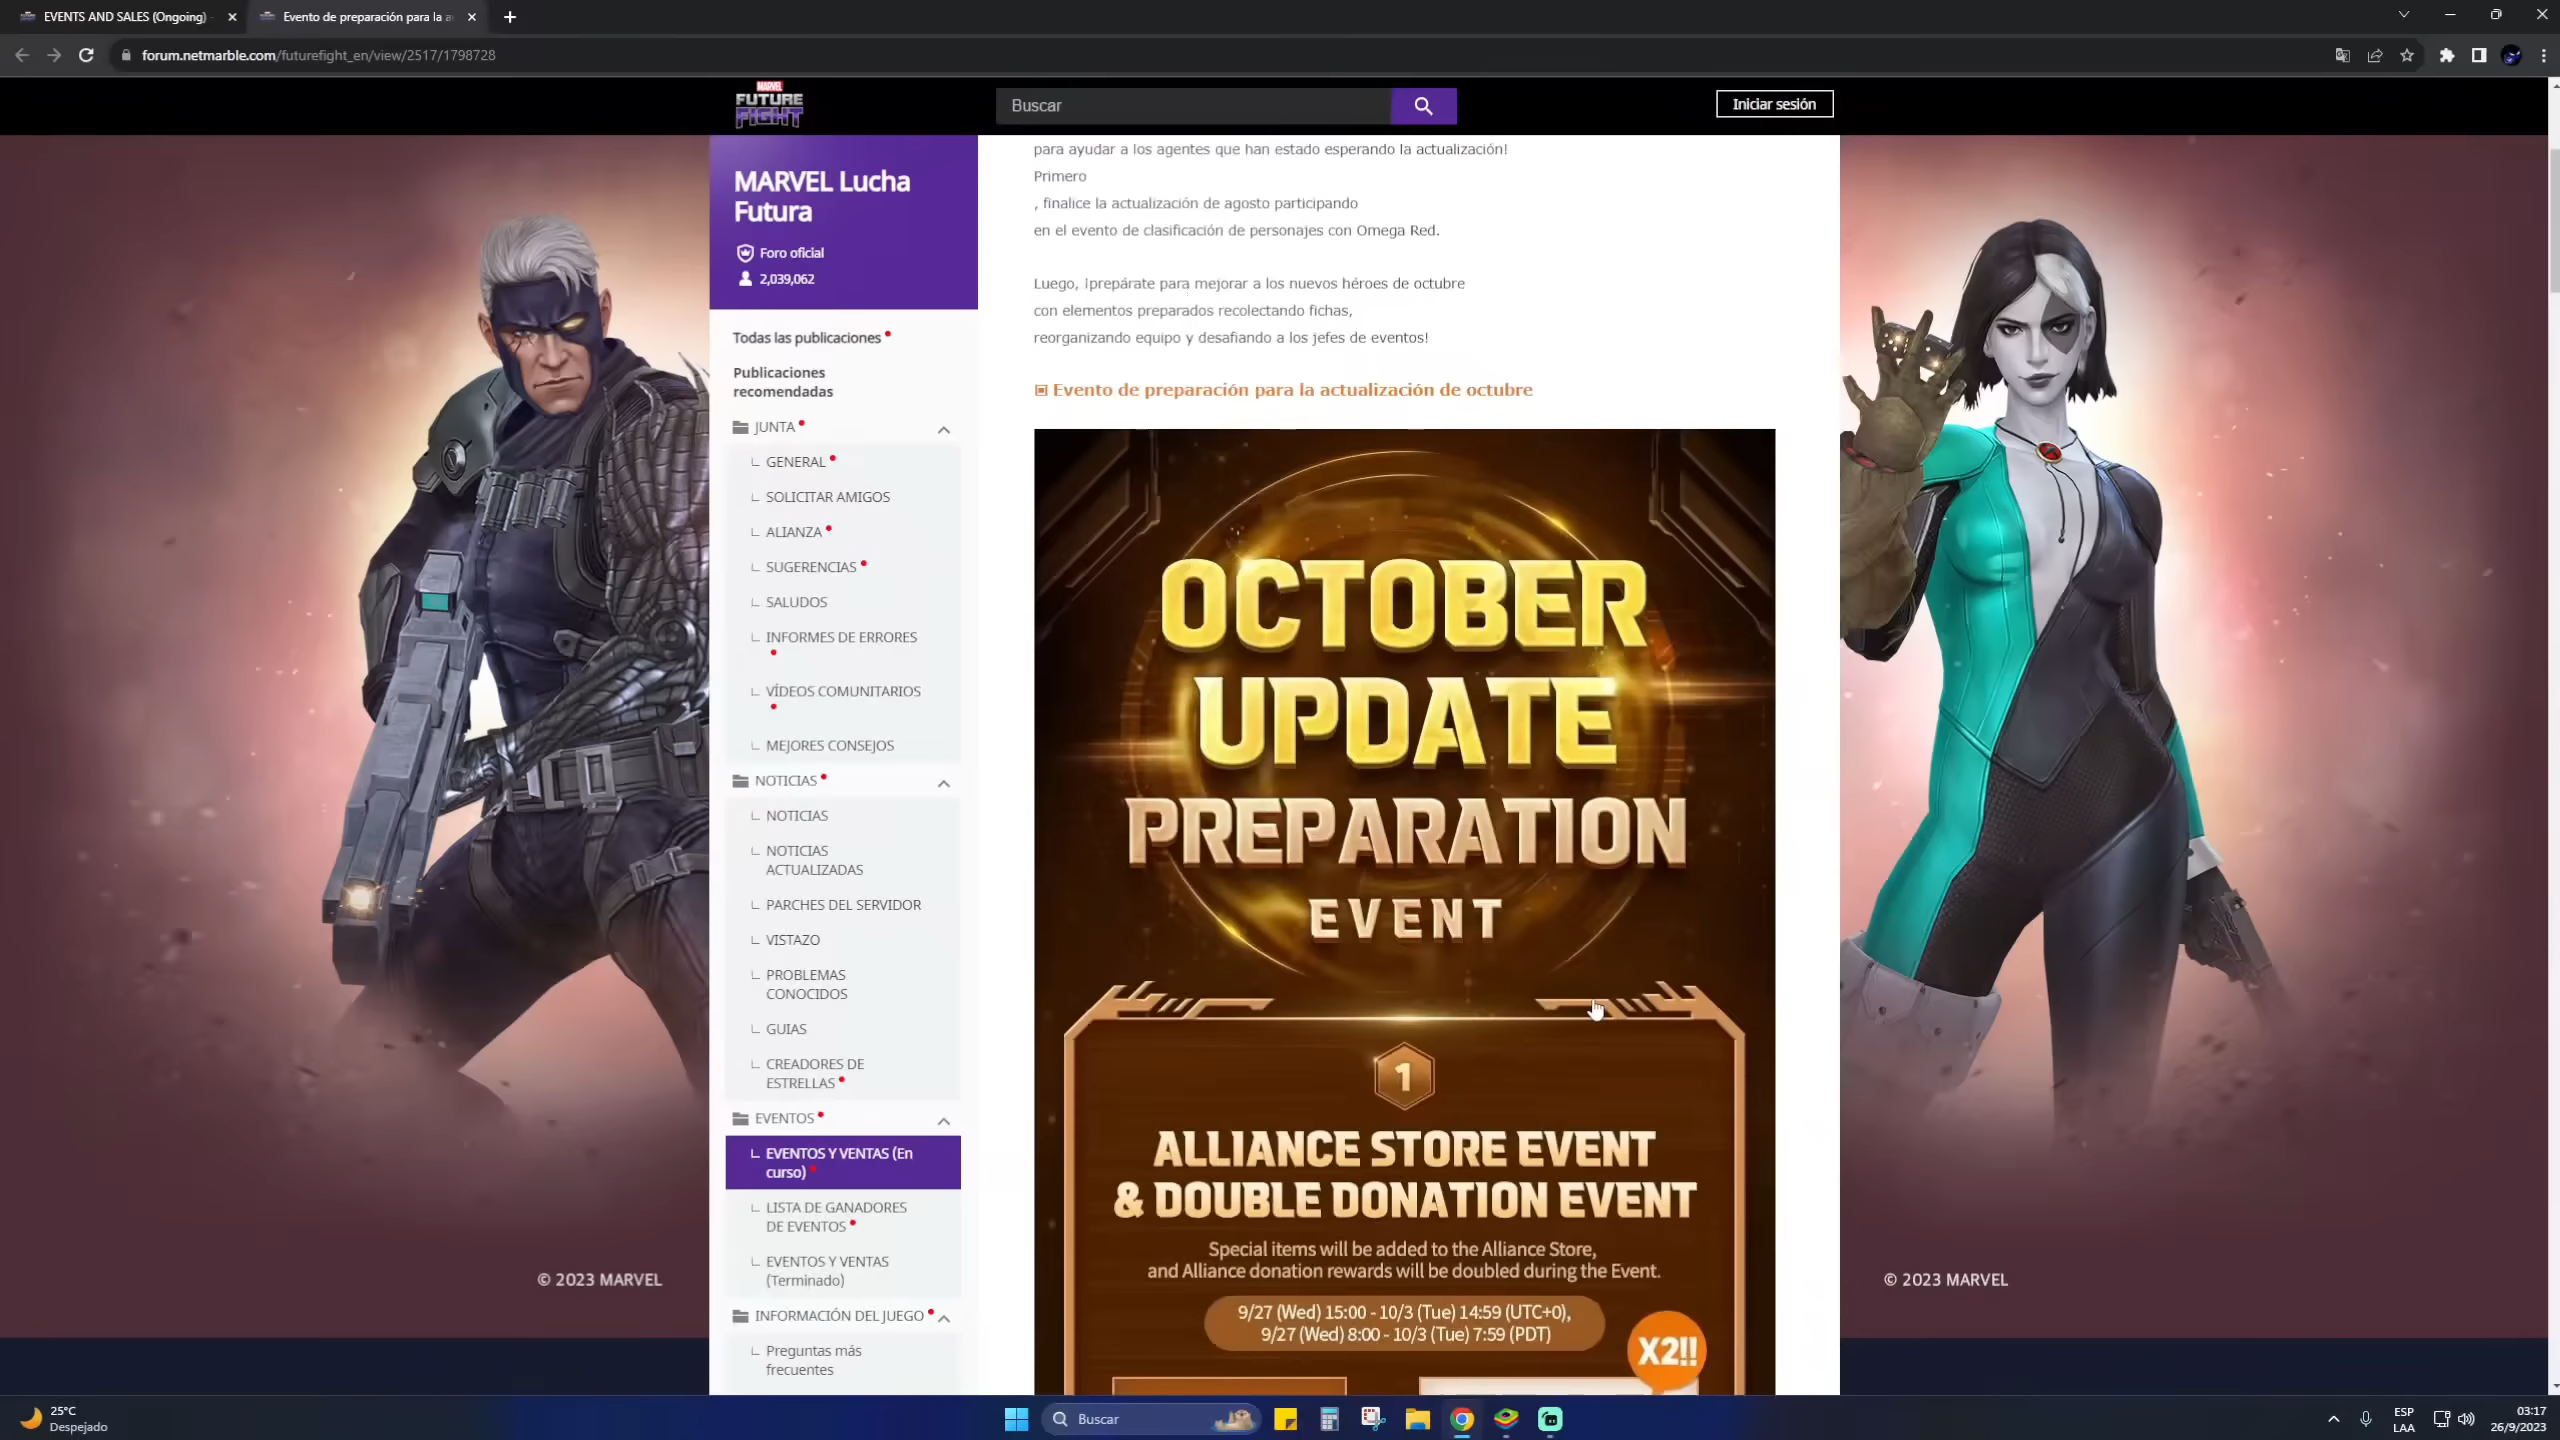 EVENTS AND SALES (Ongoing)
Evento de preparación para la a
forum.netmarble.com/futurefight_en/view/2517/1798728
MARVEL
FUTURE
FIGHT
Buscar
Iniciar sesión
MARVEL Lucha
Futura
Foro oficial
2,039,062
Todas las publicaciones
Publicaciones
recomendadas
JUNTA
GENERAL
SOLICITAR AMIGOS
ALIANZA
SUGERENCIAS
SALUDOS
INFORMES DE ERRORES
VÍDEOS COMUNITARIOS
MEJORES CONSEJOS
NOTICIAS
NOTICIAS
NOTICIAS
ACTUALIZADAS
PARCHES DEL SERVIDOR
VISTAZO
PROBLEMAS
CONOCIDOS
GUIAS
CREADORES DE
ESTRELLAS
EVENTOS
EVENTOS Y VENTAS (En
curso)
LISTA DE GANADORES
DE EVENTOS
EVENTOS Y VENTAS
(Terminado)
INFORMACIÓN DEL JUEGO
Preguntas más
frecuentes
para ayudar a los agentes que han estado esperando la actualización!
Primero
, finalice la actualización de agosto participando
en el evento de clasificación de personajes con Omega Red.
Luego, ¡prepárate para mejorar a los nuevos héroes de octubre
con elementos preparados recolectando fichas,
reorganizando equipo y desafiando a los jefes de eventos!
▣ Evento de preparación para la actualización de octubre
OCTOBER
UPDATE
PREPARATION
EVENT
1
ALLIANCE STORE EVENT
& DOUBLE DONATION EVENT
Special items will be added to the Alliance Store,
and Alliance donation rewards will be doubled during the Event.
9/27 (Wed) 15:00 - 10/3 (Tue) 14:59 (UTC+0),
9/27 (Wed) 8:00 - 10/3 (Tue) 7:59 (PDT)
X2!!
© 2023 MARVEL
© 2023 MARVEL
25°C
Despejado
Buscar
ESP
LAA
03:17
26/9/2023